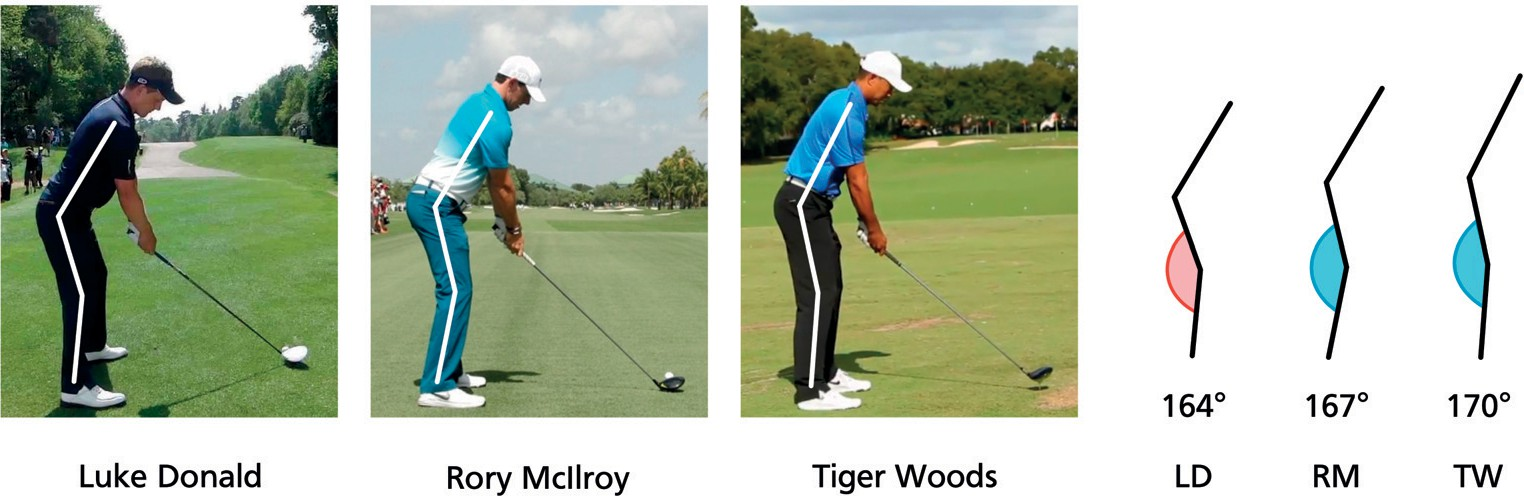 164° 167° 170°
Luke Donald Rory McIlroy Tiger Woods LD RM TW